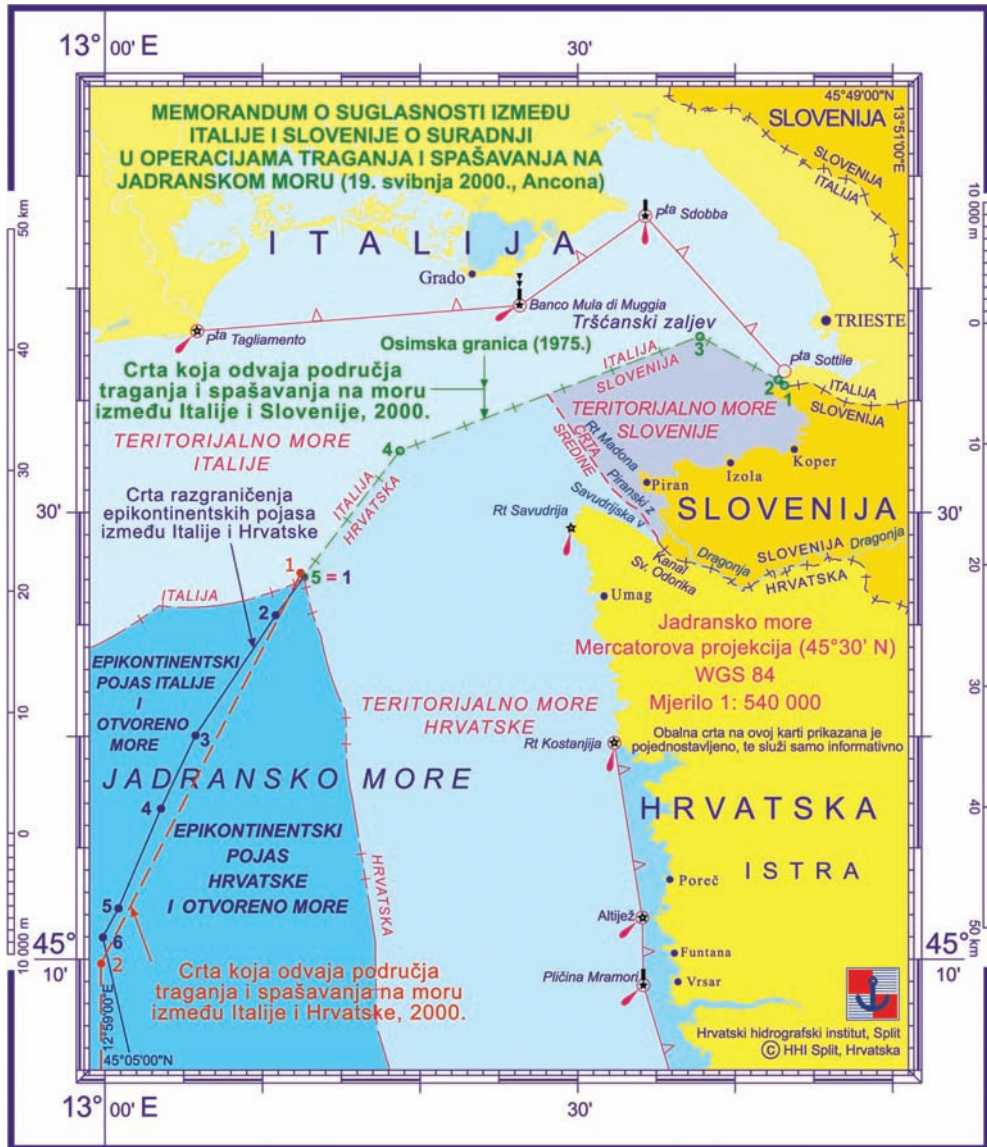 13° 00' E
30'
MEMORANDUM O SUGLASNOSTI IZMEĐU
ITALIJE I SLOVENIJE O SURADNJI
U OPERACIJAMA TRAGANJA I SPAŠAVANJA NA
JADRANSKOM MORU (19. svibnja 2000., Ancona)
45°49'00"N
13°51'00"E
SLOVENIJA
SLOVENIJA
ITALIJA
50 km
10 000 m
Pta Sdobba
ITALIJA
Grado
Banco Mula di Muggia
Tršćanski zaljev
TRIESTE
Pta Tagliamento
0
0
40
Osimska granica (1975.)
ITALIJA
SLOVENIJA
3
Pta Sottile
2
1
ITALIJA
SLOVENIJA
Crta koja odvaja područja
traganja i spašavanja na moru
između Italije i Slovenije, 2000.
TERITORIJALNO MORE
SLOVENIJE
TERITORIJALNO MORE
ITALIJE
4
CRTA
SREDINE
Rt Madona
Piranski z
Savudrijska v
Koper
Izola
Piran
10
30
Crta razgraničenja
epikontinentskih pojasa
između Italije i Hrvatske
ITALIJA
HRVATSKA
Rt Savudrija
SLOVENIJA
30'
30'
Dragonja
SLOVENIJA
Dragonja
HRVATSKA
Kanal
Sv. Odorika
1
5 = 1
20
20
ITALIJA
2
Umag
Jadransko more
Mercatorova projekcija (45°30' N)
WGS 84
Mjerilo 1: 540 000
EPIKONTINENTSKI
POJAS ITALIJE
I
OTVORENO
MORE
TERITORIJALNO MORE
HRVATSKE
10
30
3
Rt Kostanjija
Obalna crta na ovoj karti prikazana je
pojednostavljeno, te služi samo informativno
JADRANSKO MORE
4
HRVATSKA
0
40
EPIKONTINENTSKI
POJAS
HRVATSKE
I OTVORENO MORE
HRVATSKA
ISTRA
Poreč
5
Altijež
6
10 000 m
50 km
45°
10'
45°
10'
2
Funtana
Crta koja odvaja područja
traganja i spašavanja na moru
između Italije i Hrvatske, 2000.
Pličina Mramori
Vrsar
12°59'00"E
45°05'00"N
Hrvatski hidrografski institut, Split
© HHI Split, Hrvatska
13° 00' E
30'